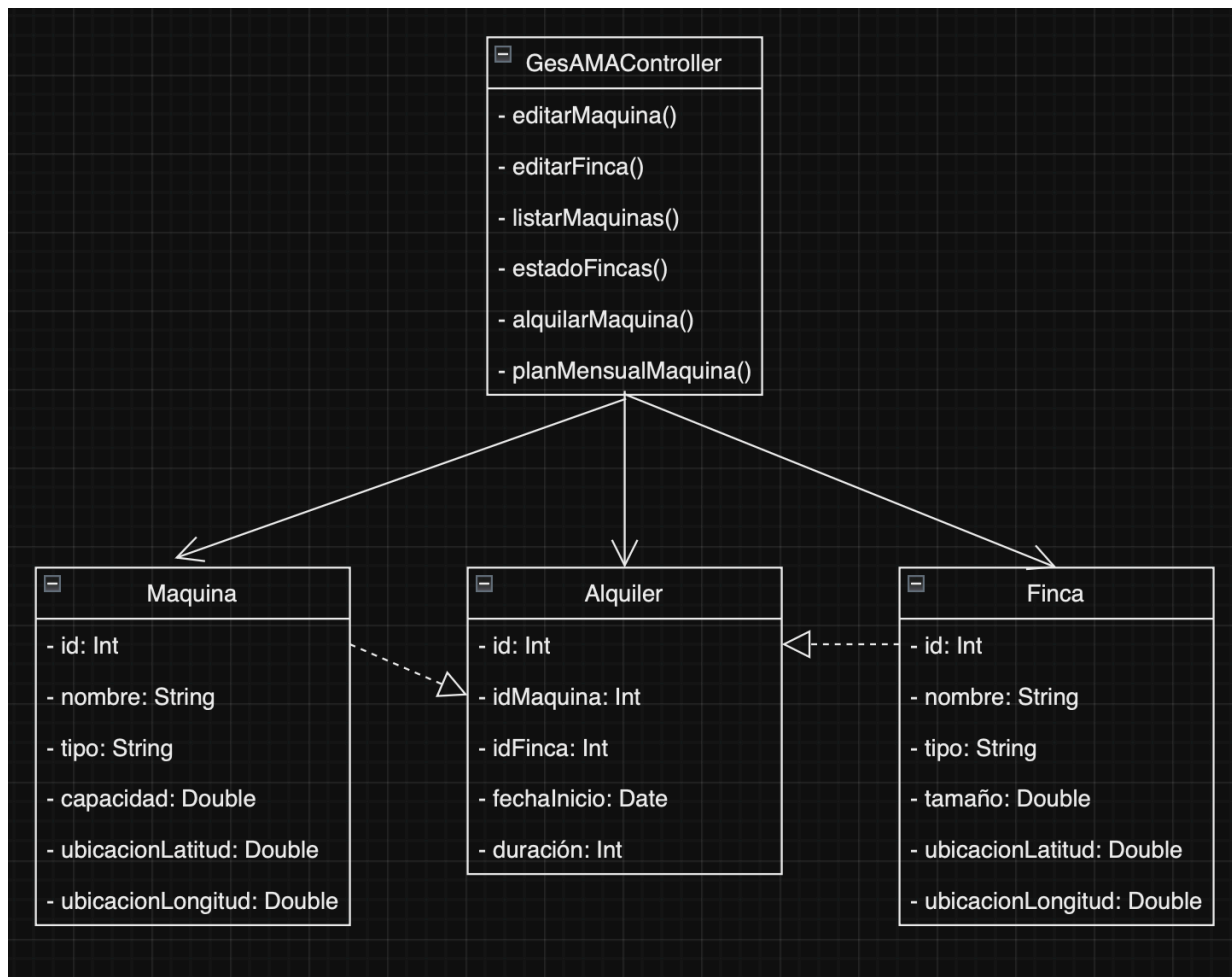 GesAMAController
- editarMaquina()
- editarFinca()
- listarMaquinas()
- estadoFincas()
- alquilarMaquina()
- planMensualMaquina()
Maquina
- id: Int
- nombre: String
- tipo: String
- capacidad: Double
- ubicacionLatitud: Double
- ubicacionLongitud: Double
Alquiler
- id: Int
- idMaquina: Int
- idFinca: Int
- fechaInicio: Date
- duración: Int
Finca
- id: Int
- nombre: String
- tipo: String
- tamaño: Double
- ubicacionLatitud: Double
- ubicacionLongitud: Double